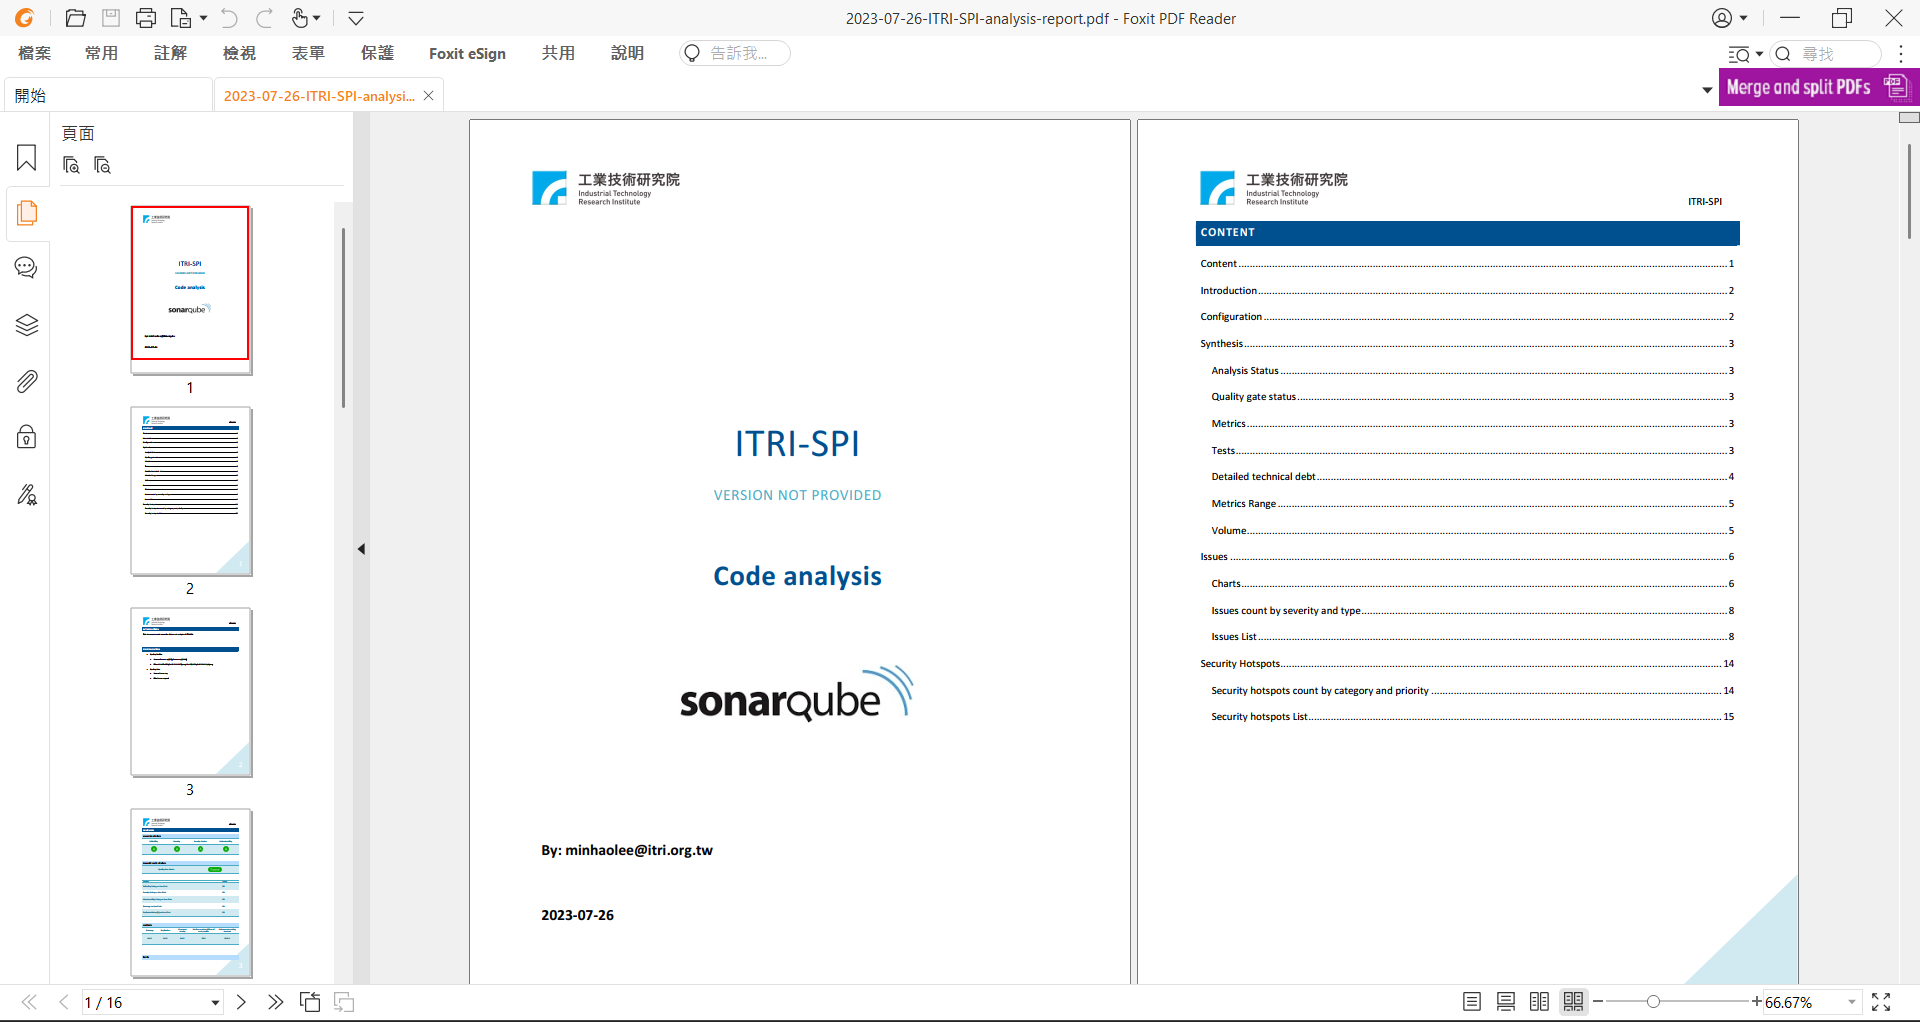 2023-07-26-ITRI-SPI-analysis-report.pdf - Foxit PDF Reader
檔案 常用 註解 檢視 表單 保護 Foxit eSign 共用 說明 告訴我... 尋找
開始 2023-07-26-ITRI-SPI-analysi... Merge and split PDFs
頁面
1
2
3
工業技術研究院
Industrial Technology
Research Institute
ITRI-SPI
VERSION NOT PROVIDED
Code analysis
sonarqube
By: minhaolee@itri.org.tw
2023-07-26
工業技術研究院
Industrial Technology
Research Institute
ITRI-SPI
CONTENT
Content 1
Introduction 2
Configuration 2
Synthesis 3
Analysis Status 3
Quality gate status 3
Metrics 3
Tests 3
Detailed technical debt 4
Metrics Range 5
Volume 5
Issues 6
Charts 6
Issues count by severity and type 8
Issues List 8
Security Hotspots 14
Security hotspots count by category and priority 14
Security hotspots List 15
1 / 16 66.67%